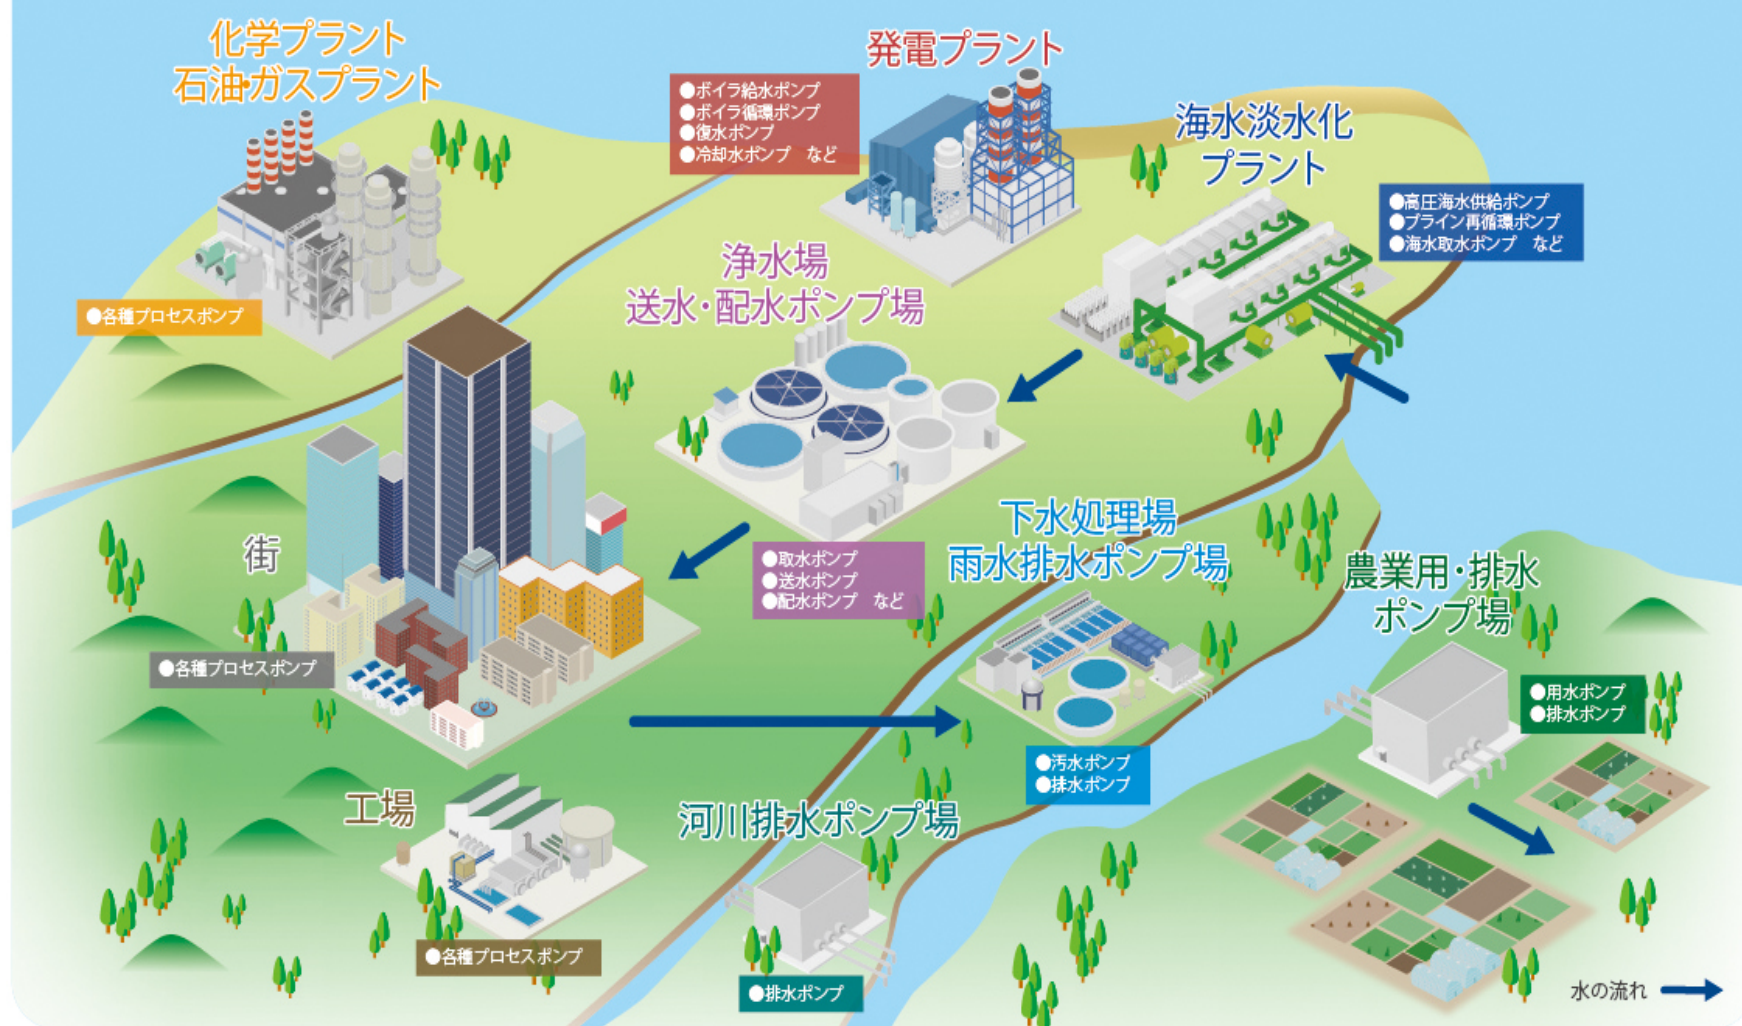 化学プラント
石油・ガスプラント
●各種プロセスポンプ
発電プラント
●ボイラ給水ポンプ
●ボイラ循環ポンプ
●復水ポンプ
●冷却水ポンプ　など
海水淡水化
プラント
●高圧海水供給ポンプ
●ブライン再循環ポンプ
●海水取水ポンプ　など
浄水場
送水・配水ポンプ場
●取水ポンプ
●送水ポンプ
●配水ポンプ　など
街
●各種プロセスポンプ
下水処理場
雨水排水ポンプ場
●汚水ポンプ
●排水ポンプ
農業用・排水
ポンプ場
●用水ポンプ
●排水ポンプ
工場
●各種プロセスポンプ
河川排水ポンプ場
●排水ポンプ
水の流れ